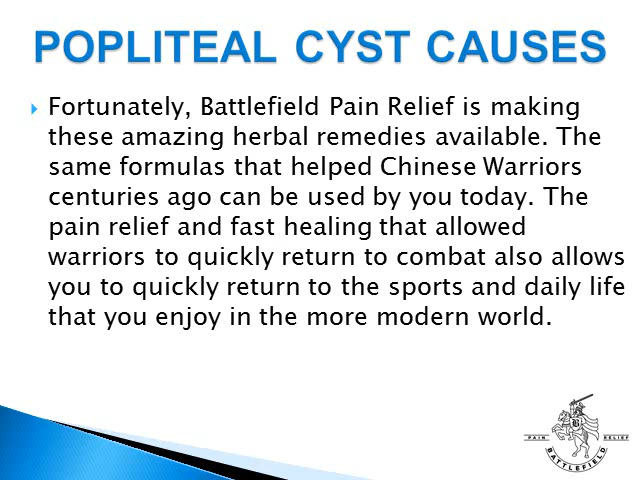 POPLITEAL CYST CAUSES
Fortunately, Battlefield Pain Relief is making
these amazing herbal remedies available. The
same formulas that helped Chinese Warriors
centuries ago can be used by you today. The
pain relief and fast healing that allowed
warriors to quickly return to combat also allows
you to quickly return to the sports and daily life
that you enjoy in the more modern world.
B
PAIN RELIEF
BATTLEFIELD